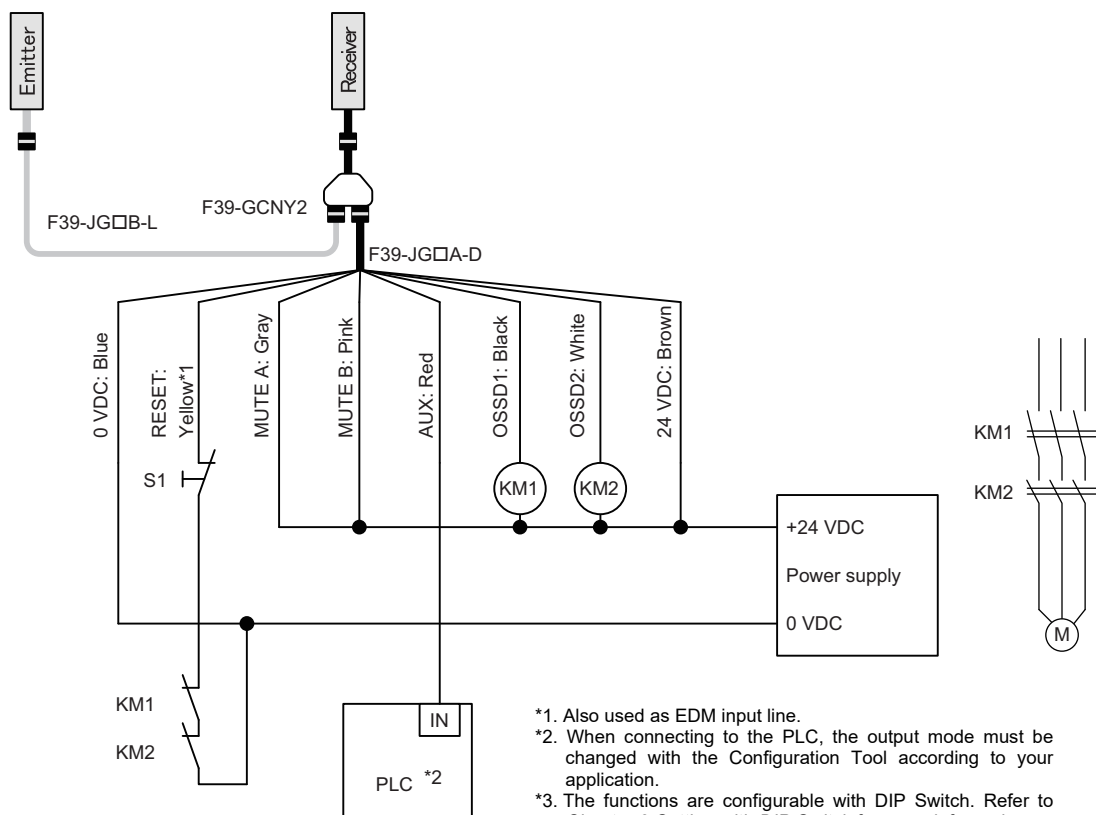 Emitter
Receiver
F39-JG□B-L
F39-GCNY2
F39-JG□A-D
0 VDC: Blue
RESET:
Yellow*1
MUTE A: Gray
MUTE B: Pink
AUX: Red
OSSD1: Black
OSSD2: White
24 VDC: Brown
S1
KM1
KM2
KM1
KM2
+24 VDC
Power supply
0 VDC
M
KM1
KM2
IN
PLC *2
*1. Also used as EDM input line.
*2. When connecting to the PLC, the output mode must be
changed with the Configuration Tool according to your
application.
*3. The functions are configurable with DIP Switch. Refer to